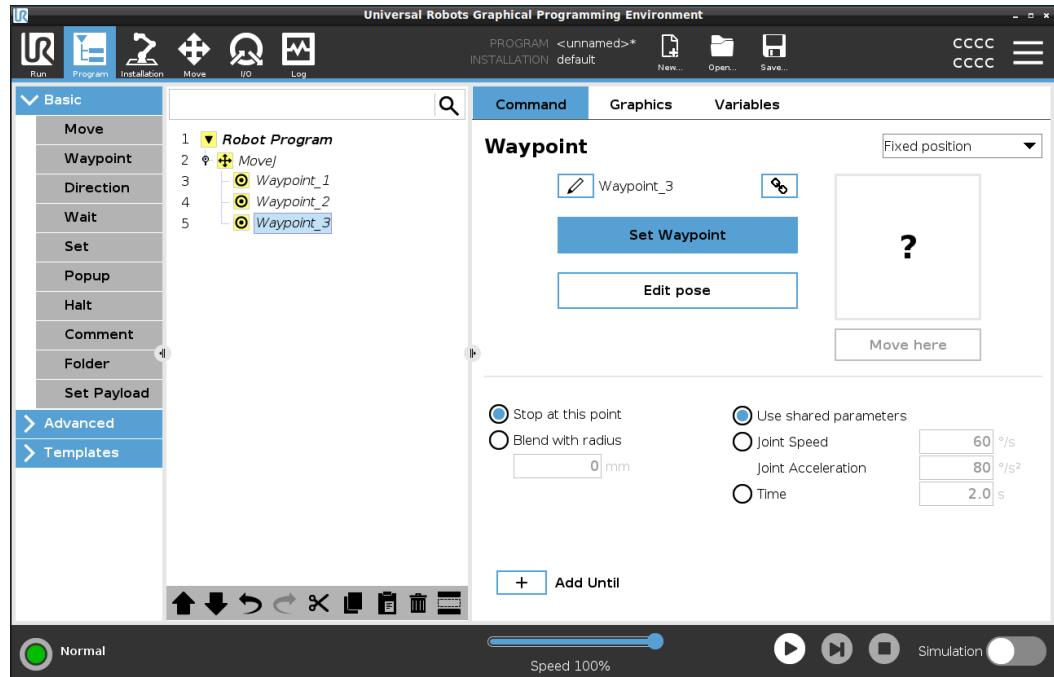 Universal Robots Graphical Programming Environment
Run
Program
Installation
Move
I/O
Log
PROGRAM <unnamed>*
INSTALLATION default
New...
Open...
Save...
CCCC
CCCC
Basic
Move
Waypoint
Direction
Wait
Set
Popup
Halt
Comment
Folder
Set Payload
Advanced
Templates
1 Robot Program
2 MoveJ
3 Waypoint_1
4 Waypoint_2
5 Waypoint_3
Command Graphics Variables
Waypoint
Fixed position
Waypoint_3
Set Waypoint
Edit pose
?
Move here
Stop at this point
Blend with radius
0 mm
Use shared parameters
Joint Speed 60 °/s
Joint Acceleration 80 °/s²
Time 2.0 s
+ Add Until
Normal
Speed 100%
Simulation